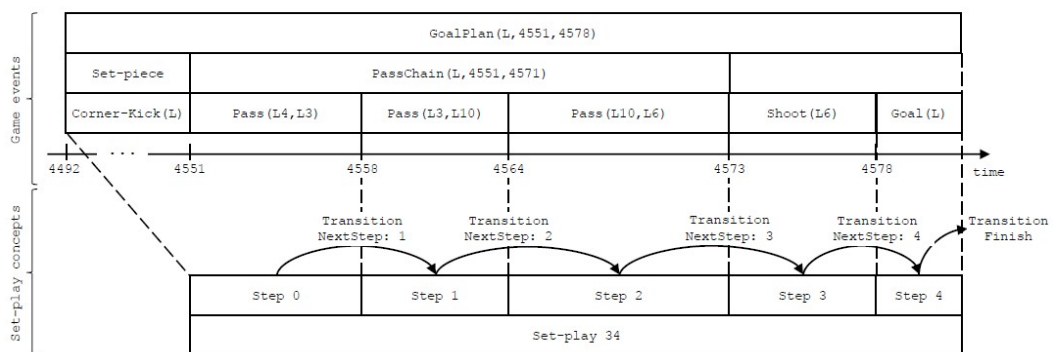 GoalPlan(L,4551,4578)
Set-piece
PassChain(L,4551,4571)
Corner-Kick(L)
Pass(L4,L3)
Pass(L3,L10)
Pass(L10,L6)
Shoot(L6)
Goal(L)
Game events
...
4492
4551
4558
4564
4573
4578
time
Transition
NextStep: 1
Transition
NextStep: 2
Transition
NextStep: 3
Transition
NextStep: 4
Transition
Finish
Set-play concepts
Step 0
Step 1
Step 2
Step 3
Step 4
Set-play 34